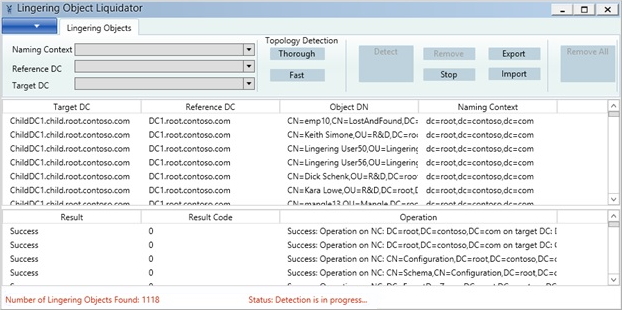 Lingering Object Liquidator
Lingering Objects
Naming Context
Reference DC
Target DC
Topology Detection
Thorough
Fast
Detect
Remove
Stop
Export
Import
Remove All
Target DC Reference DC Object DN Naming Context
ChildDC1.child.root.contoso.com DC1.root.contoso.com CN=emp10,CN=LostAndFound,DC= dc=root,dc=contoso,dc=com
ChildDC1.child.root.contoso.com DC1.root.contoso.com CN=Keith Simone,OU=R&D,DC=ro dc=root,dc=contoso,dc=com
ChildDC1.child.root.contoso.com DC1.root.contoso.com CN=Lingering User50,OU=Lingering dc=root,dc=contoso,dc=com
ChildDC1.child.root.contoso.com DC1.root.contoso.com CN=Lingering User56,OU=Lingering dc=root,dc=contoso,dc=com
ChildDC1.child.root.contoso.com DC1.root.contoso.com CN=Dick Schenk,OU=R&D,DC=roo dc=root,dc=contoso,dc=com
ChildDC1.child.root.contoso.com DC1.root.contoso.com CN=Kara Lowe,OU=R&D,DC=root, dc=root,dc=contoso,dc=com
ChildDC1.child.root.contoso.com DC1.root.contoso.com CN=mangle13,OU=Mangle,DC=root dc=root,dc=contoso,dc=com
Result Result Code Operation
Success 0 Success: Operation on NC: DC=root,DC=contoso,DC=com on target DC: D
Success 0 Success: Operation on NC: DC=root,DC=contoso,DC=com on target DC:
Success 0 Success: Operation on NC: CN=Configuration,DC=root,DC=contoso,DC=c
Success 0 Success: Operation on NC: CN=Schema,CN=Configuration,DC=root,DC=
Success 0 Success: Operation on NC:
Number of Lingering Objects Found: 1118
Status: Detection is in progress...